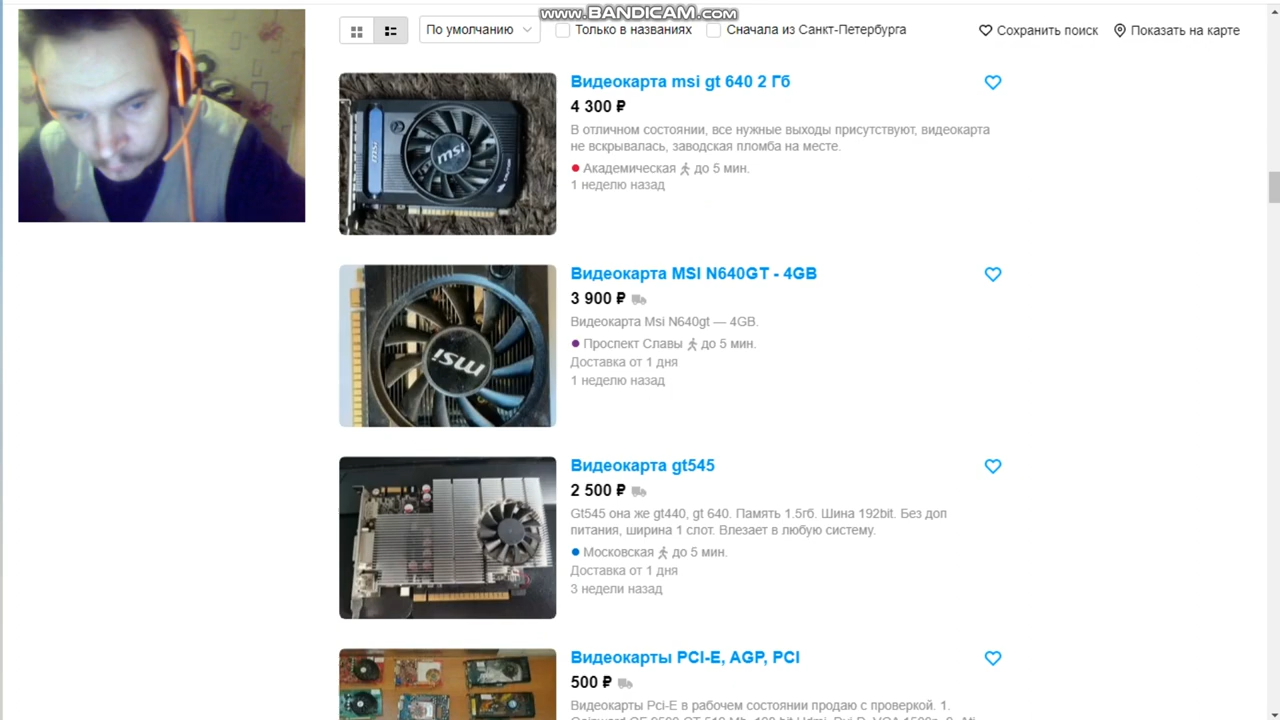 www.BANDICAM.com
По умолчанию
Только в названиях
Сначала из Санкт-Петербурга
Сохранить поиск
Показать на карте
Видеокарта msi gt 640 2 Гб
4 300 ₽
В отличном состоянии, все нужные выходы присутствуют, видеокарта
не вскрывалась, заводская пломба на месте.
Академическая до 5 мин.
1 неделю назад
msi
msi
Видеокарта MSI N640GT - 4GB
3 900 ₽
Видеокарта Msi N640gt — 4GB.
Проспект Славы до 5 мин.
Доставка от 1 дня
1 неделю назад
msi
Видеокарта gt545
2 500 ₽
Gt545 она же gt440, gt 640. Память 1.5гб. Шина 192bit. Без доп
питания, ширина 1 слот. Влезает в любую систему.
Московская до 5 мин.
Доставка от 1 дня
3 недели назад
Видеокарты PCI-E, AGP, PCI
500 ₽
Видеокарты Pci-E в рабочем состоянии продаю с проверкой. 1.